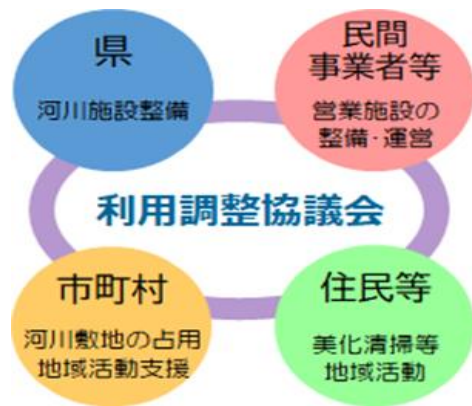 県
河川施設整備
民間
事業者等
営業施設の
整備・運営
利用調整協議会
市町村
河川敷地の占用
地域活動支援
住民等
美化清掃等
地域活動